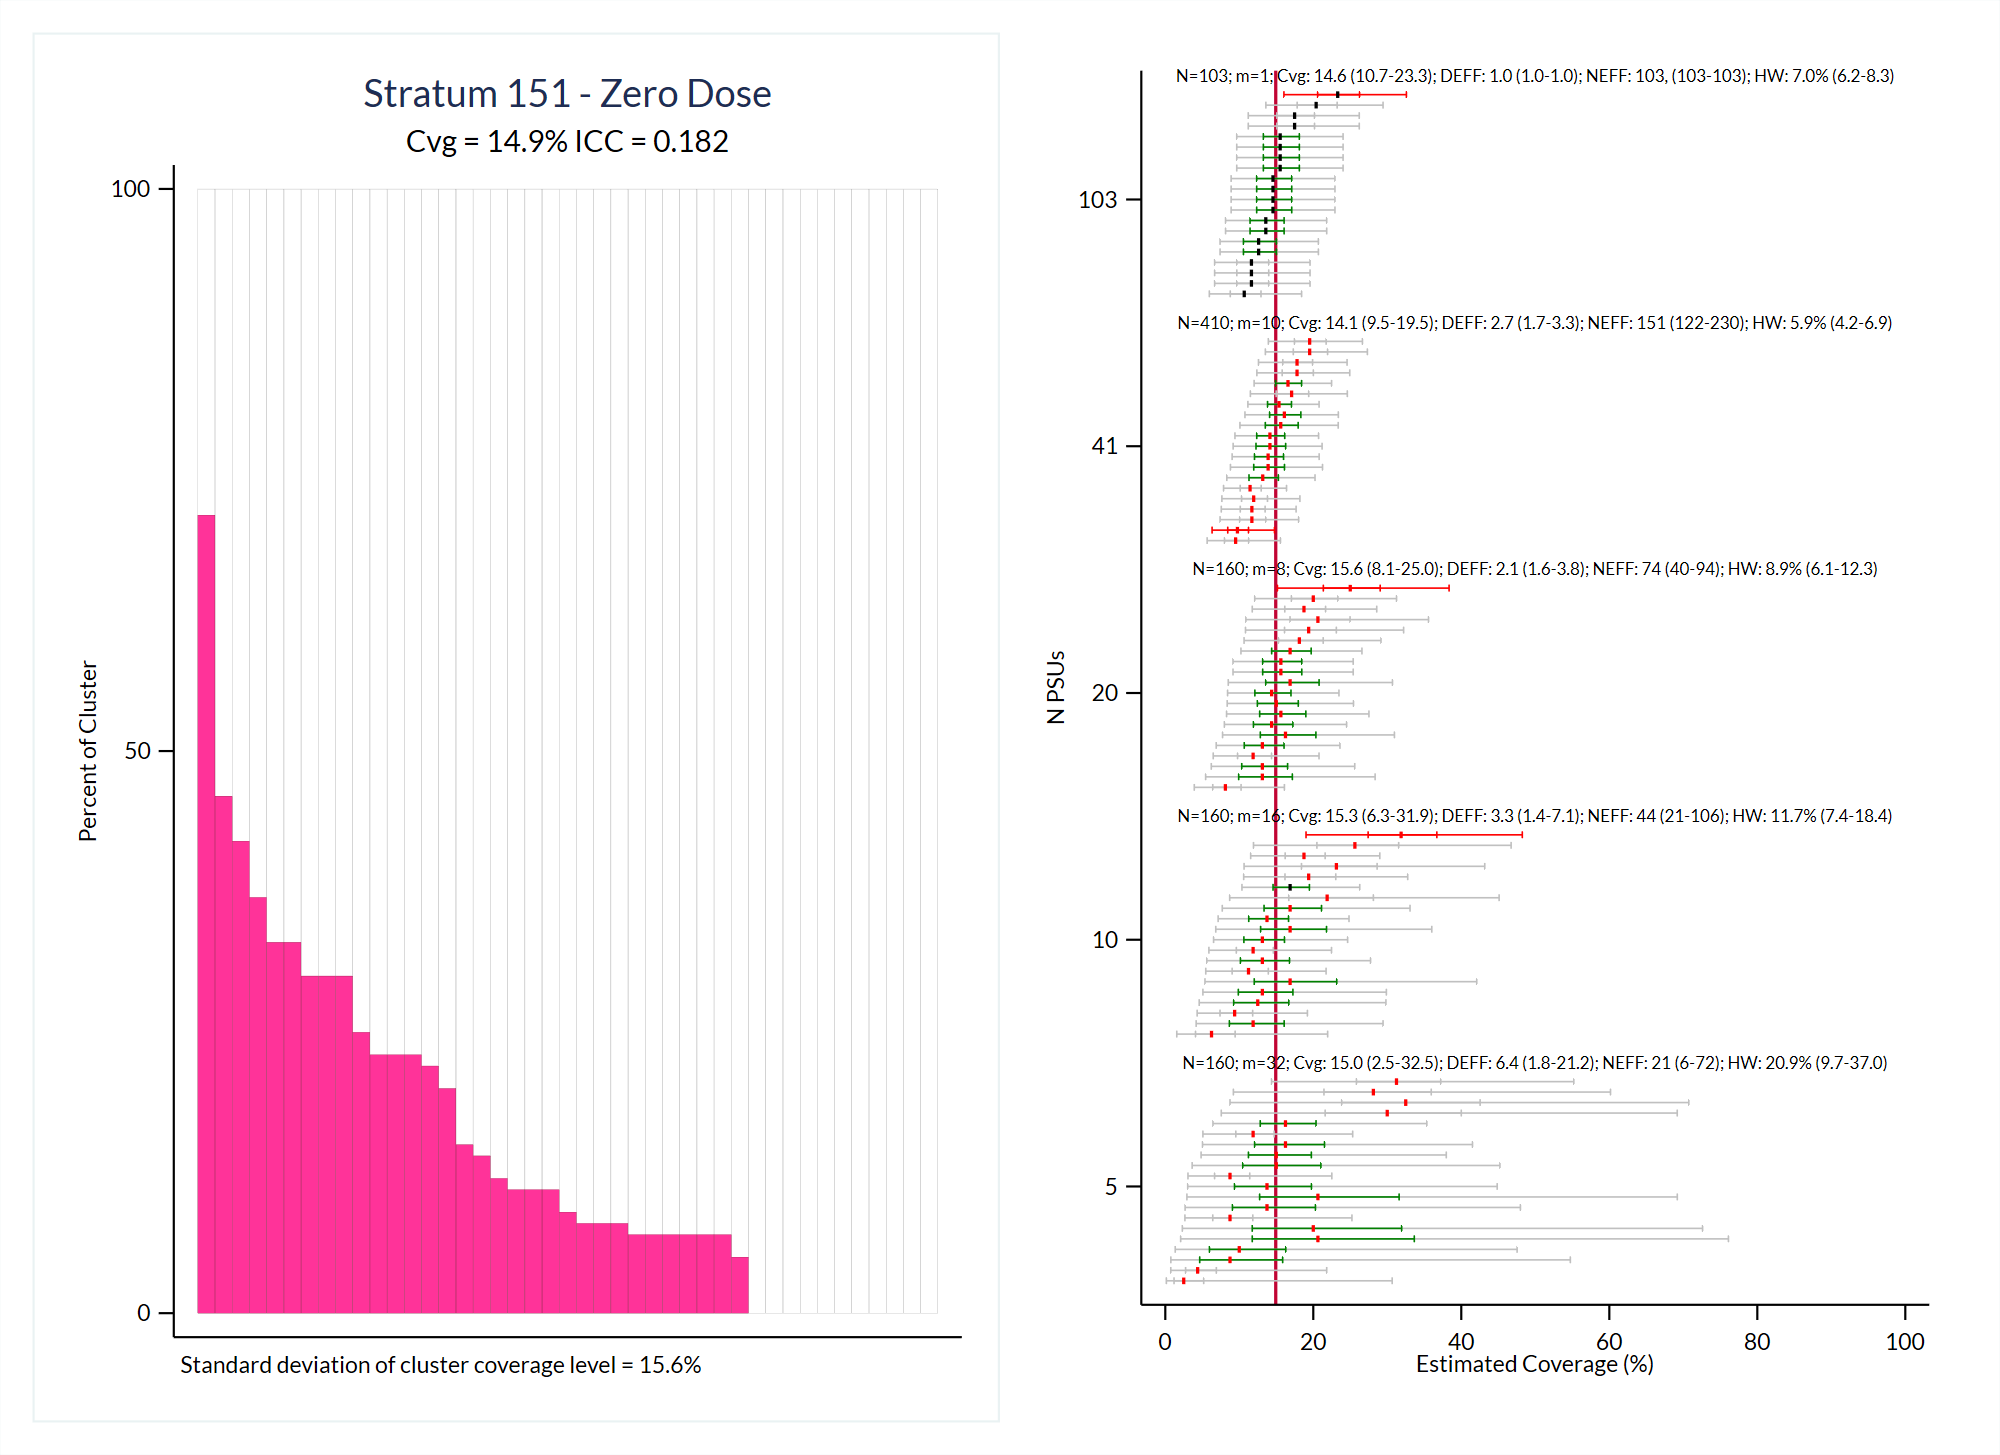 Stratum 151 - Zero Dose
Cvg = 14.9% ICC = 0.182
100
50
0
Percent of Cluster
Standard deviation of cluster coverage level = 15.6%
N=103; m=1; Cvg: 14.6 (10.7-23.3); DEFF: 1.0 (1.0-1.0); NEFF: 103, (103-103); HW: 7.0% (6.2-8.3)
103
N=410; m=10; Cvg: 14.1 (9.5-19.5); DEFF: 2.7 (1.7-3.3); NEFF: 151 (122-230); HW: 5.9% (4.2-6.9)
41
N=160; m=8; Cvg: 15.6 (8.1-25.0); DEFF: 2.1 (1.6-3.8); NEFF: 74 (40-94); HW: 8.9% (6.1-12.3)
20
N PSUs
N=160; m=16; Cvg: 15.3 (6.3-31.9); DEFF: 3.3 (1.4-7.1); NEFF: 44 (21-106); HW: 11.7% (7.4-18.4)
10
N=160; m=32; Cvg: 15.0 (2.5-32.5); DEFF: 6.4 (1.8-21.2); NEFF: 21 (6-72); HW: 20.9% (9.7-37.0)
5
0 20 40 60 80 100
Estimated Coverage (%)